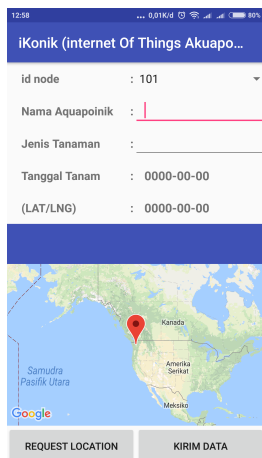 12:58 ... 0,01K/d 80%
iKonik (internet Of Things Akuapo...
id node : 101
Nama Aquapoinik :
Jenis Tanaman :
Tanggal Tanam : 0000-00-00
(LAT/LNG) : 0000-00-00
Kanada
Amerika
Serikat
Samudra
Pasifik Utara
Meksiko
Google
REQUEST LOCATION KIRIM DATA